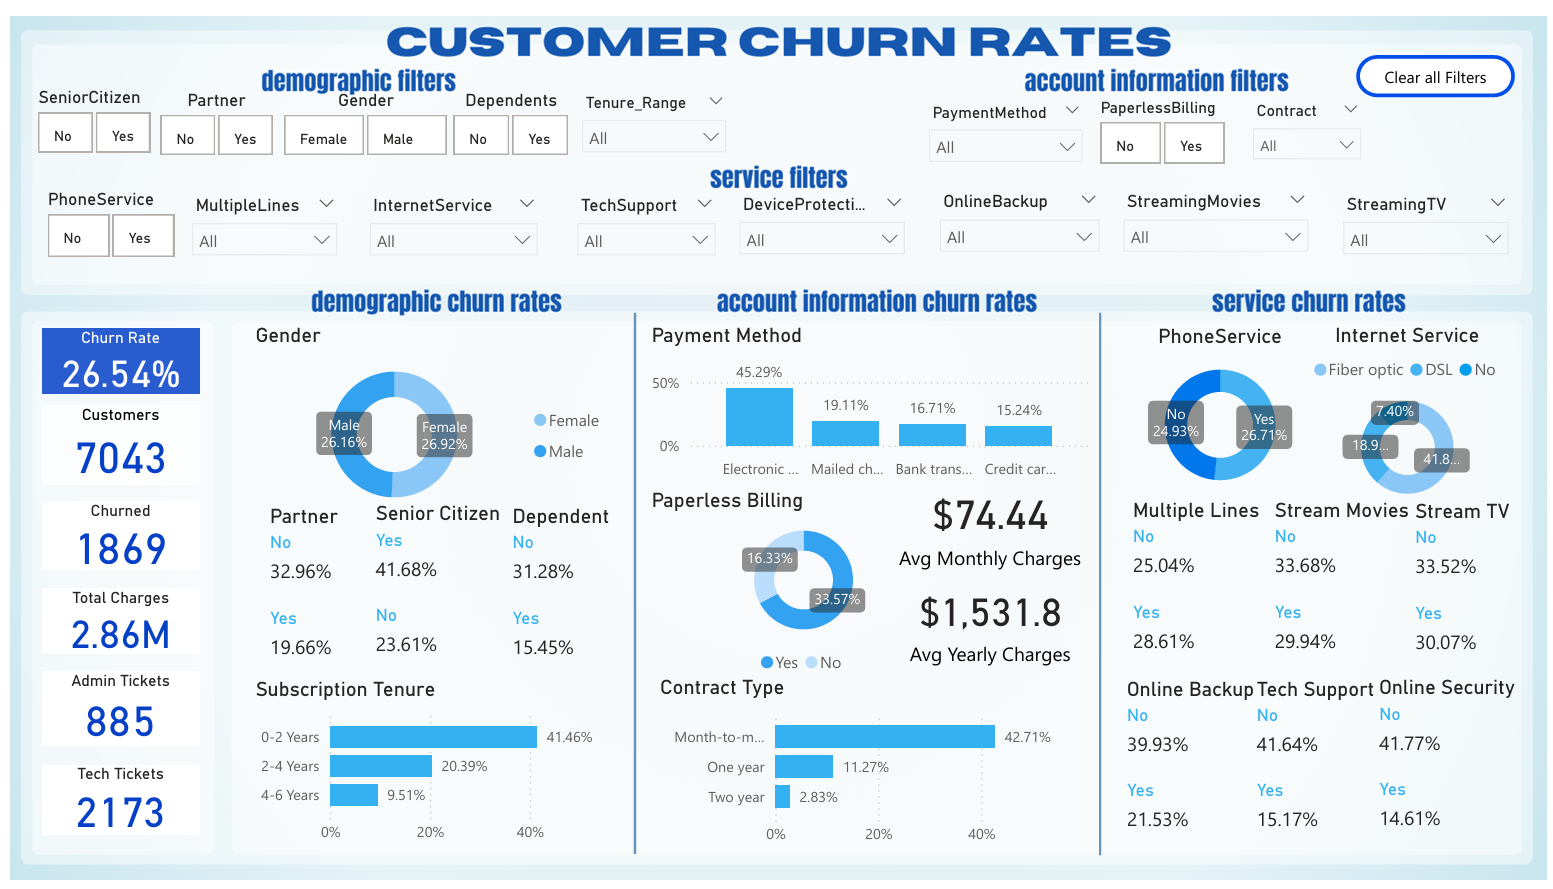 CUSTOMER CHURN RATES
demographic filters
account information filters
Clear all Filters
SeniorCitizen
No Yes
Partner
No Yes
Gender
Female Male
Dependents
No Yes
Tenure_Range
All
PaymentMethod
All
PaperlessBilling
No Yes
Contract
All
service filters
PhoneService
No Yes
MultipleLines
All
InternetService
All
TechSupport
All
DeviceProtecti...
All
OnlineBackup
All
StreamingMovies
All
StreamingTV
All
demographic churn rates
account information churn rates
service churn rates
Churn Rate
26.54%
Customers
7043
Churned
1869
Total Charges
2.86M
Admin Tickets
885
Tech Tickets
2173
Gender
Male
26.16%
Female
26.92%
Female
Male
Partner
No
32.96%
Yes
19.66%
Senior Citizen
Yes
41.68%
No
23.61%
Dependent
No
31.28%
Yes
15.45%
Subscription Tenure
0-2 Years 41.46%
2-4 Years 20.39%
4-6 Years 9.51%
0% 20% 40%
Payment Method
50%
0%
45.29% 19.11% 16.71% 15.24%
Electronic ... Mailed ch... Bank trans... Credit car...
Paperless Billing
16.33%
33.57%
Yes No
$74.44
Avg Monthly Charges
$1,531.8
Avg Yearly Charges
Contract Type
Month-to-m... 42.71%
One year 11.27%
Two year 2.83%
0% 20% 40%
PhoneService
No
24.93%
Yes
26.71%
Internet Service
Fiber optic DSL No
7.40%
18.9...
41.8...
Multiple Lines
No
25.04%
Yes
28.61%
Stream Movies
No
33.68%
Yes
29.94%
Stream TV
No
33.52%
Yes
30.07%
Online Backup
No
39.93%
Yes
21.53%
Tech Support
No
41.64%
Yes
15.17%
Online Security
No
41.77%
Yes
14.61%